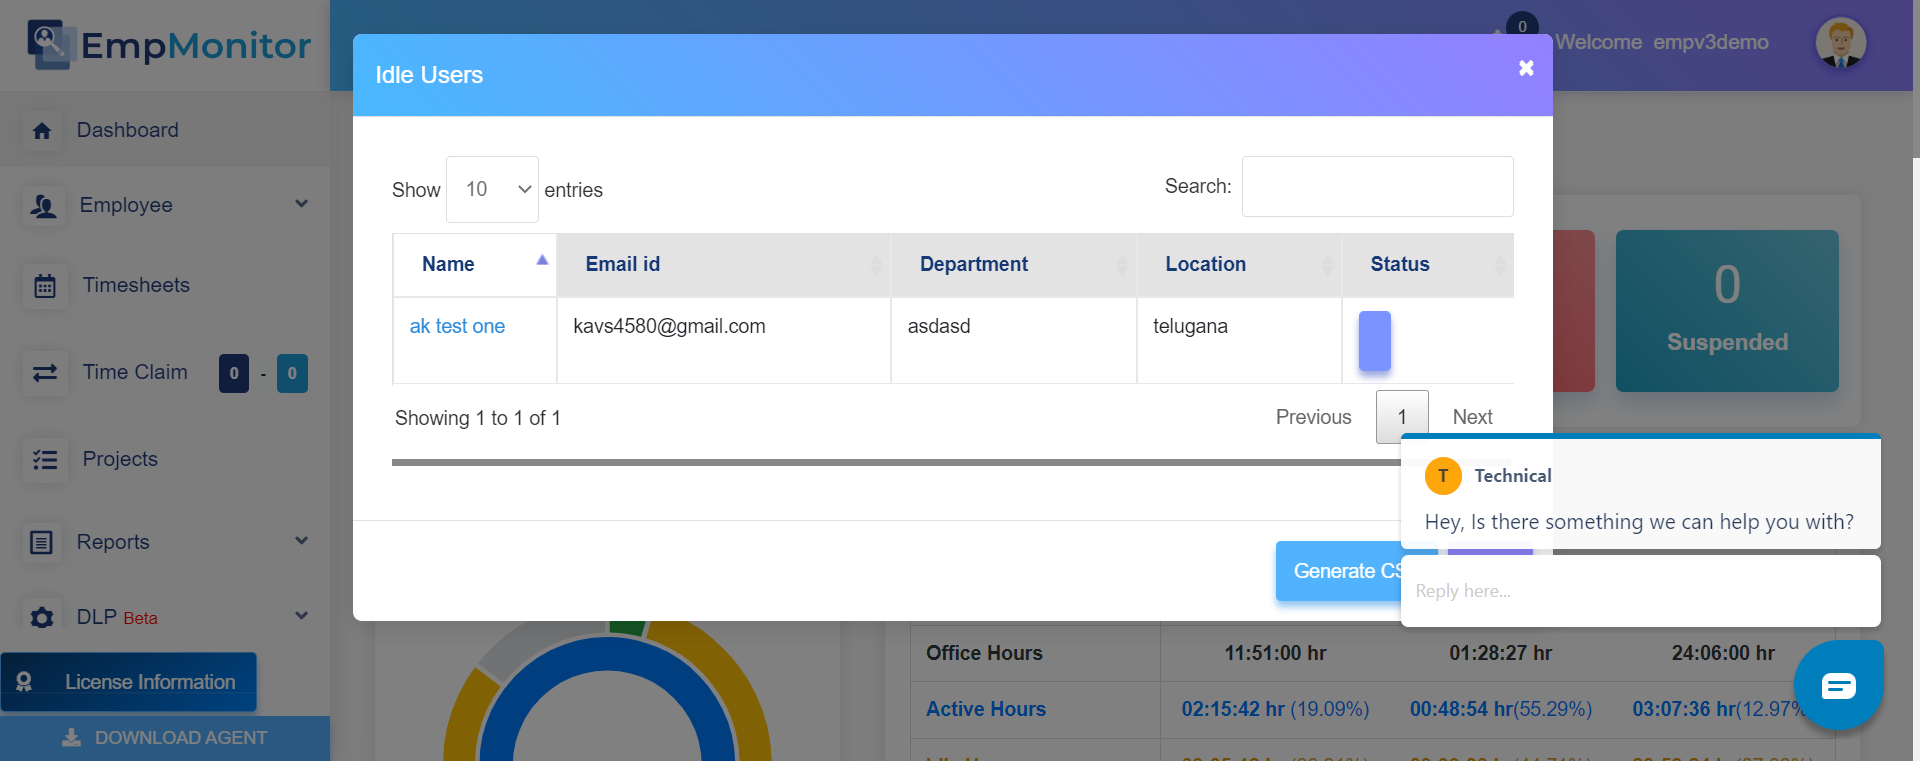 EmpMonitor
0
Welcome empv3demo
Idle Users
Dashboard
Employee
Timesheets
Time Claim 0 - 0
Projects
Reports
DLP Beta
License Information
DOWNLOAD AGENT
Show 10 entries
Search:
Name Email id Department Location Status
ak test one kavs4580@gmail.com asdasd telugana
Showing 1 to 1 of 1
Previous 1 Next
0
Suspended
T Technical
Hey, Is there something we can help you with?
Generate CS
Reply here...
Office Hours 11:51:00 hr 01:28:27 hr 24:06:00 hr
Active Hours 02:15:42 hr (19.09%) 00:48:54 hr(55.29%) 03:07:36 hr(12.97%